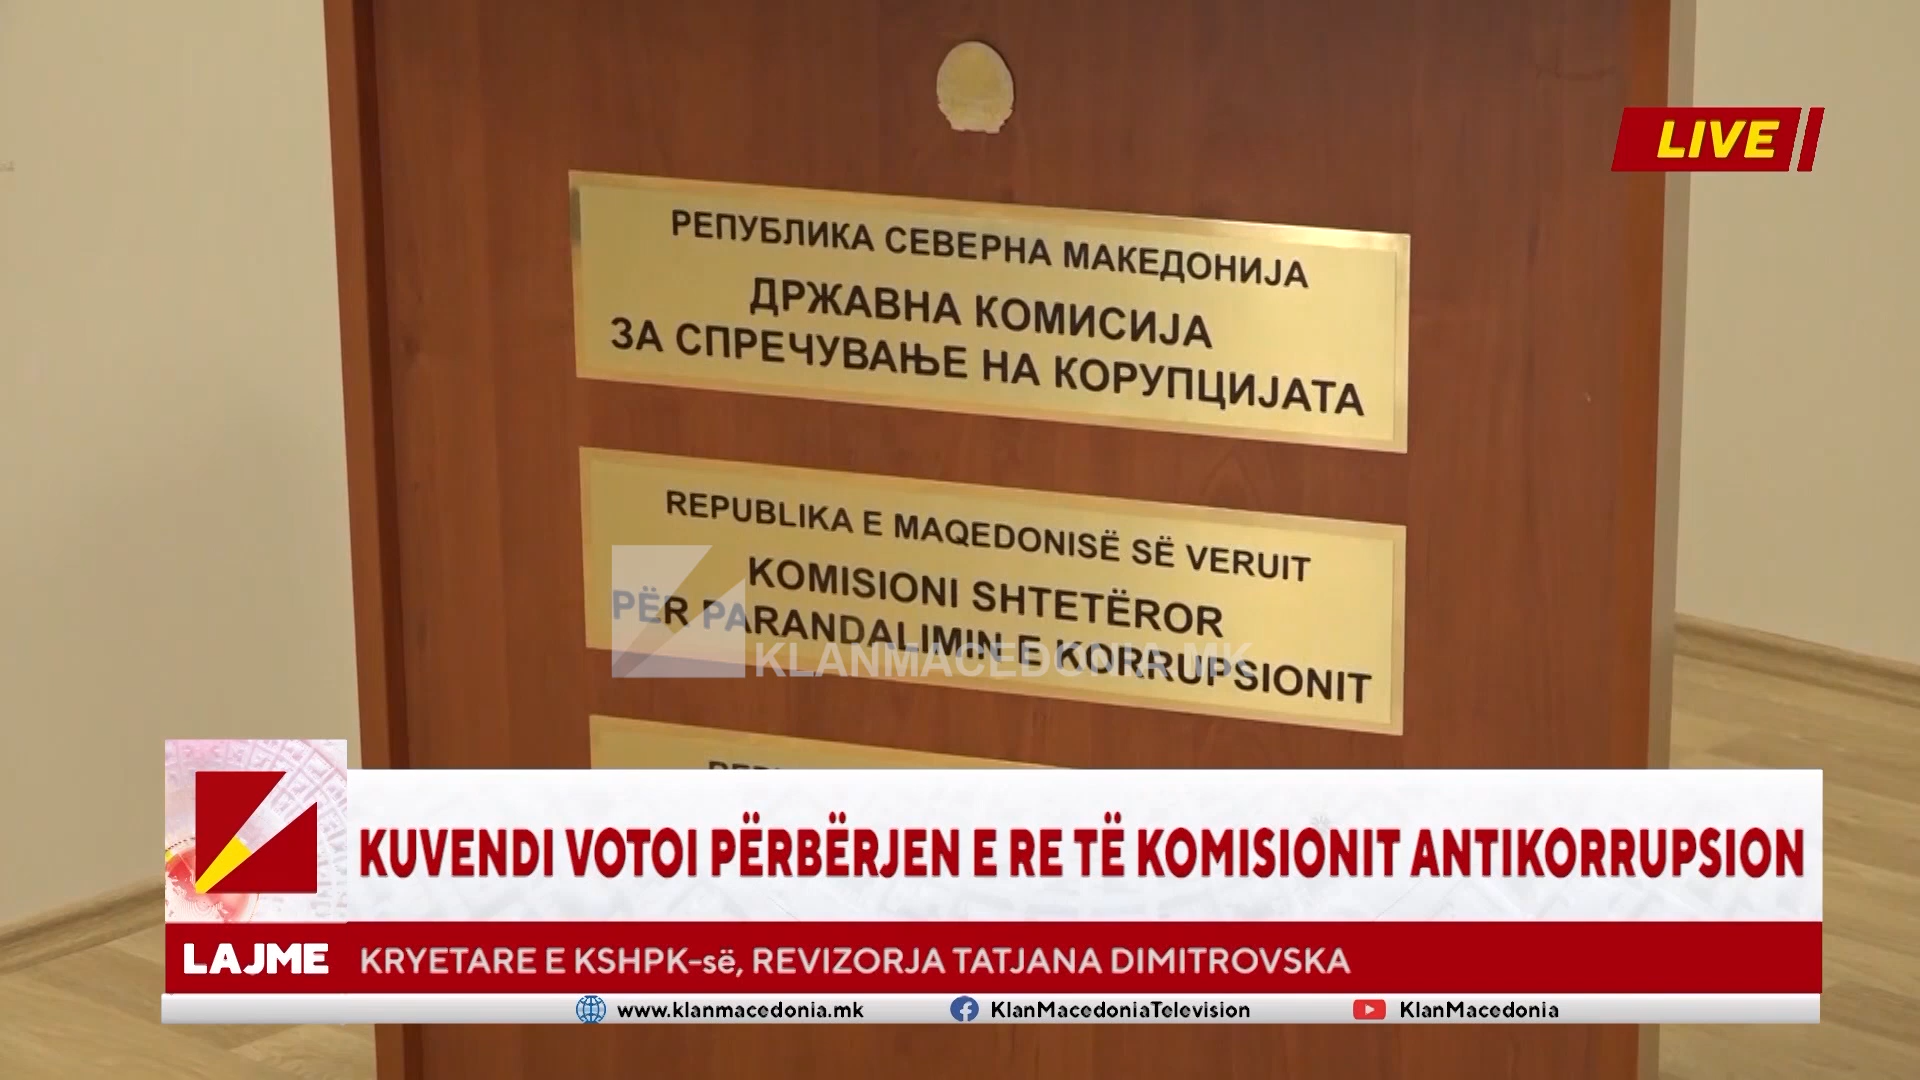 LIVE
РЕПУБЛИКА СЕВЕРНА МАКЕДОНИЈА
ДРЖАВНА КОМИСИЈА
ЗА СПРЕЧУВАЊЕ НА КОРУПЦИЈАТА
REPUBLIKA E MAQEDONISË SË VERUIT
KOMISIONI SHTETËROR
PËR PARANDALIMIN E KORRUPSIONIT
KLANMACEDONIA.MK
KUVENDI VOTOI PËRBËRJEN E RE TË KOMISIONIT ANTIKORRUPSION
LAJME
KRYETARE E KSHPK-së, REVIZORJA TATJANA DIMITROVSKA
www.klanmacedonia.mk
KlanMacedoniaTelevision
KlanMacedonia